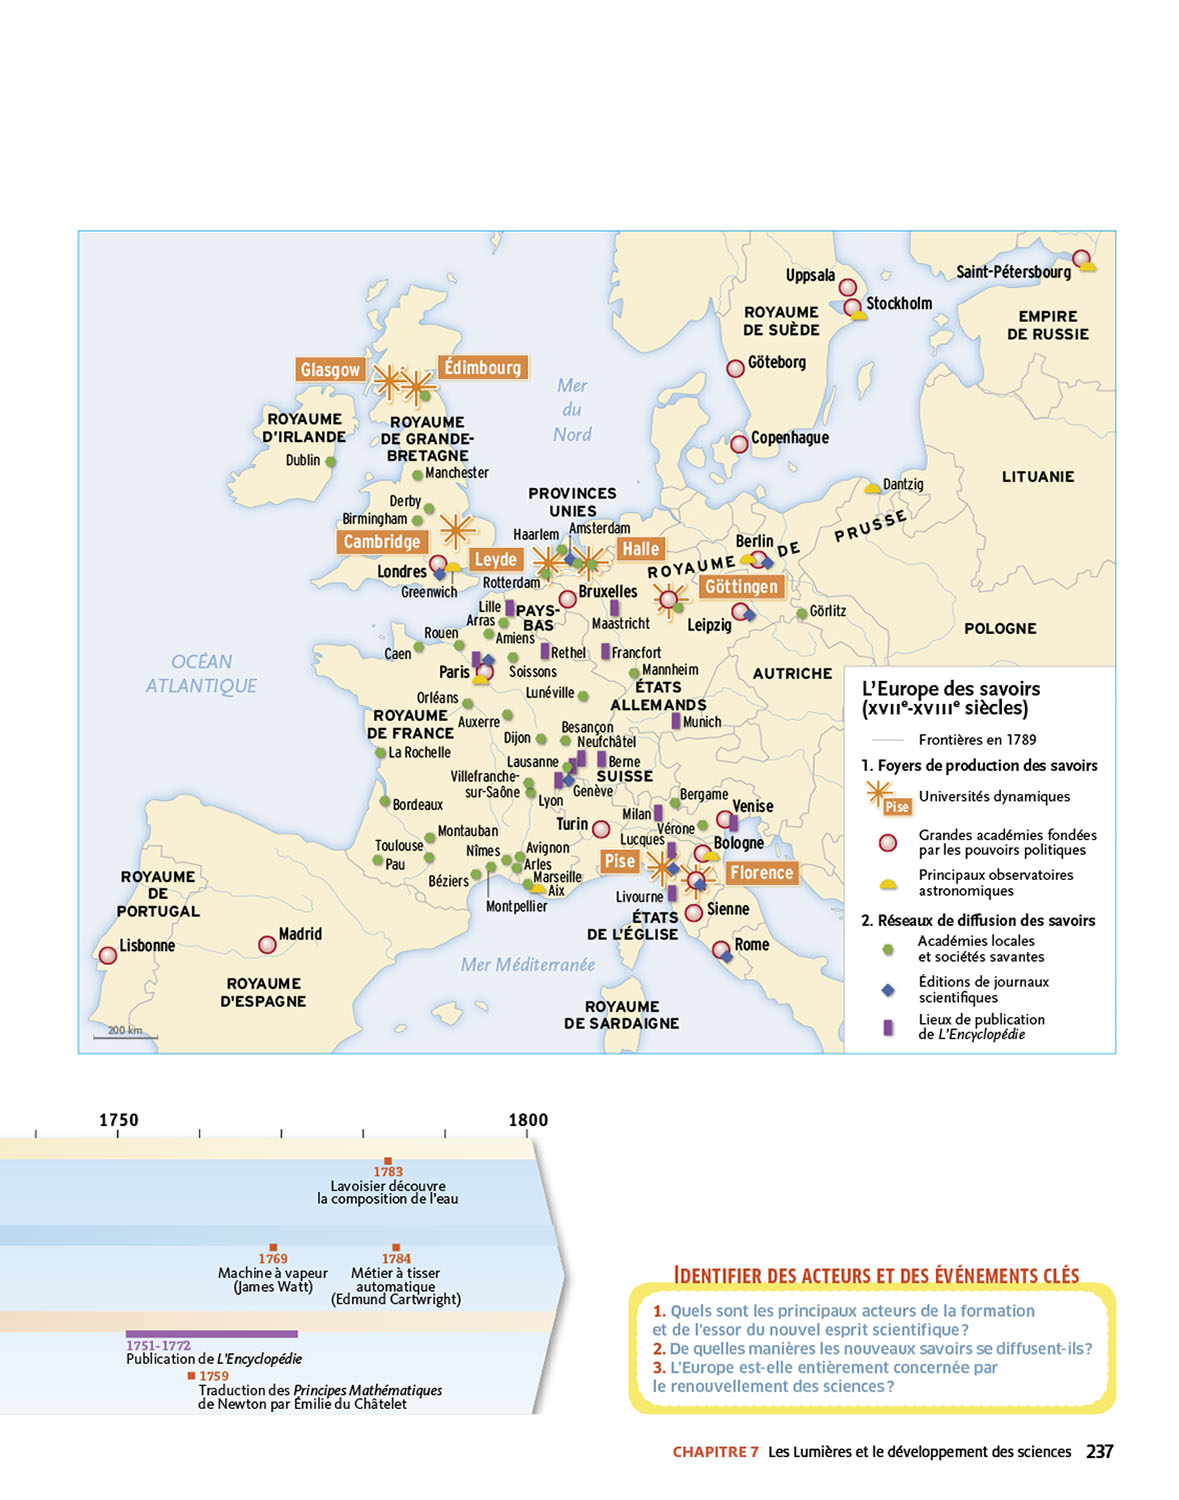 Uppsala
Saint-Pétersbourg
Stockholm
ROYAUME
DE SUÈDE
EMPIRE
DE RUSSIE
Glasgow
Édimbourg
Göteborg
Mer
du
Nord
ROYAUME
D'IRLANDE
ROYAUME
DE GRANDE-
BRETAGNE
Copenhague
Dublin
Manchester
LITUANIE
Dantzig
PROVINCES
UNIES
Derby
Birmingham
Haarlem
Amsterdam
PRUSSE
Cambridge
Leyde
Halle
Berlin
ROYAUME DE
Londres
Greenwich
Rotterdam
Göttingen
Bruxelles
Lille
PAYS-
BAS
Maastricht
Leipzig
Görlitz
Arras
Amiens
Rouen
Caen
Rethel
Francfort
POLOGNE
OCÉAN
ATLANTIQUE
Paris
Soissons
Mannheim
AUTRICHE
Orléans
Lunéville
ÉTATS
ALLEMANDS
ROYAUME
DE FRANCE
Auxerre
Munich
Dijon
Besançon
Neufchâtel
La Rochelle
Lausanne
Berne
SUISSE
Villefranche-
sur-Saône
Genève
Lyon
Bergame
Bordeaux
Milan
Venise
Turin
Vérone
Montauban
Lucques
Bologne
Toulouse
Nîmes
Avignon
Pau
Arles
Pise
Florence
Béziers
Marseille
Aix
Montpellier
Livourne
Sienne
ROYAUME
DE
PORTUGAL
ÉTATS
DE L'ÉGLISE
Madrid
Lisbonne
Rome
Mer Méditerranée
ROYAUME
D'ESPAGNE
ROYAUME
DE SARDAIGNE
200 km
L'Europe des savoirs
(XVIIe-XVIIIe siècles)
Frontières en 1789
1. Foyers de production des savoirs
Pise
Universités dynamiques
Grandes académies fondées
par les pouvoirs politiques
Principaux observatoires
astronomiques
2. Réseaux de diffusion des savoirs
Académies locales
et sociétés savantes
Éditions de journaux
scientifiques
Lieux de publication
de L'Encyclopédie
1750
1800
1783
Lavoisier découvre
la composition de l'eau
1769
Machine à vapeur
(James Watt)
1784
Métier à tisser
automatique
(Edmund Cartwright)
1751-1772
Publication de L'Encyclopédie
1759
Traduction des Principes Mathématiques
de Newton par Émilie du Châtelet
IDENTIFIER DES ACTEURS ET DES ÉVÉNEMENTS CLÉS
1. Quels sont les principaux acteurs de la formation
et de l'essor du nouvel esprit scientifique ?
2. De quelles manières les nouveaux savoirs se diffusent-ils ?
3. L'Europe est-elle entièrement concernée par
le renouvellement des sciences ?
CHAPITRE 7 Les Lumières et le développement des sciences 237